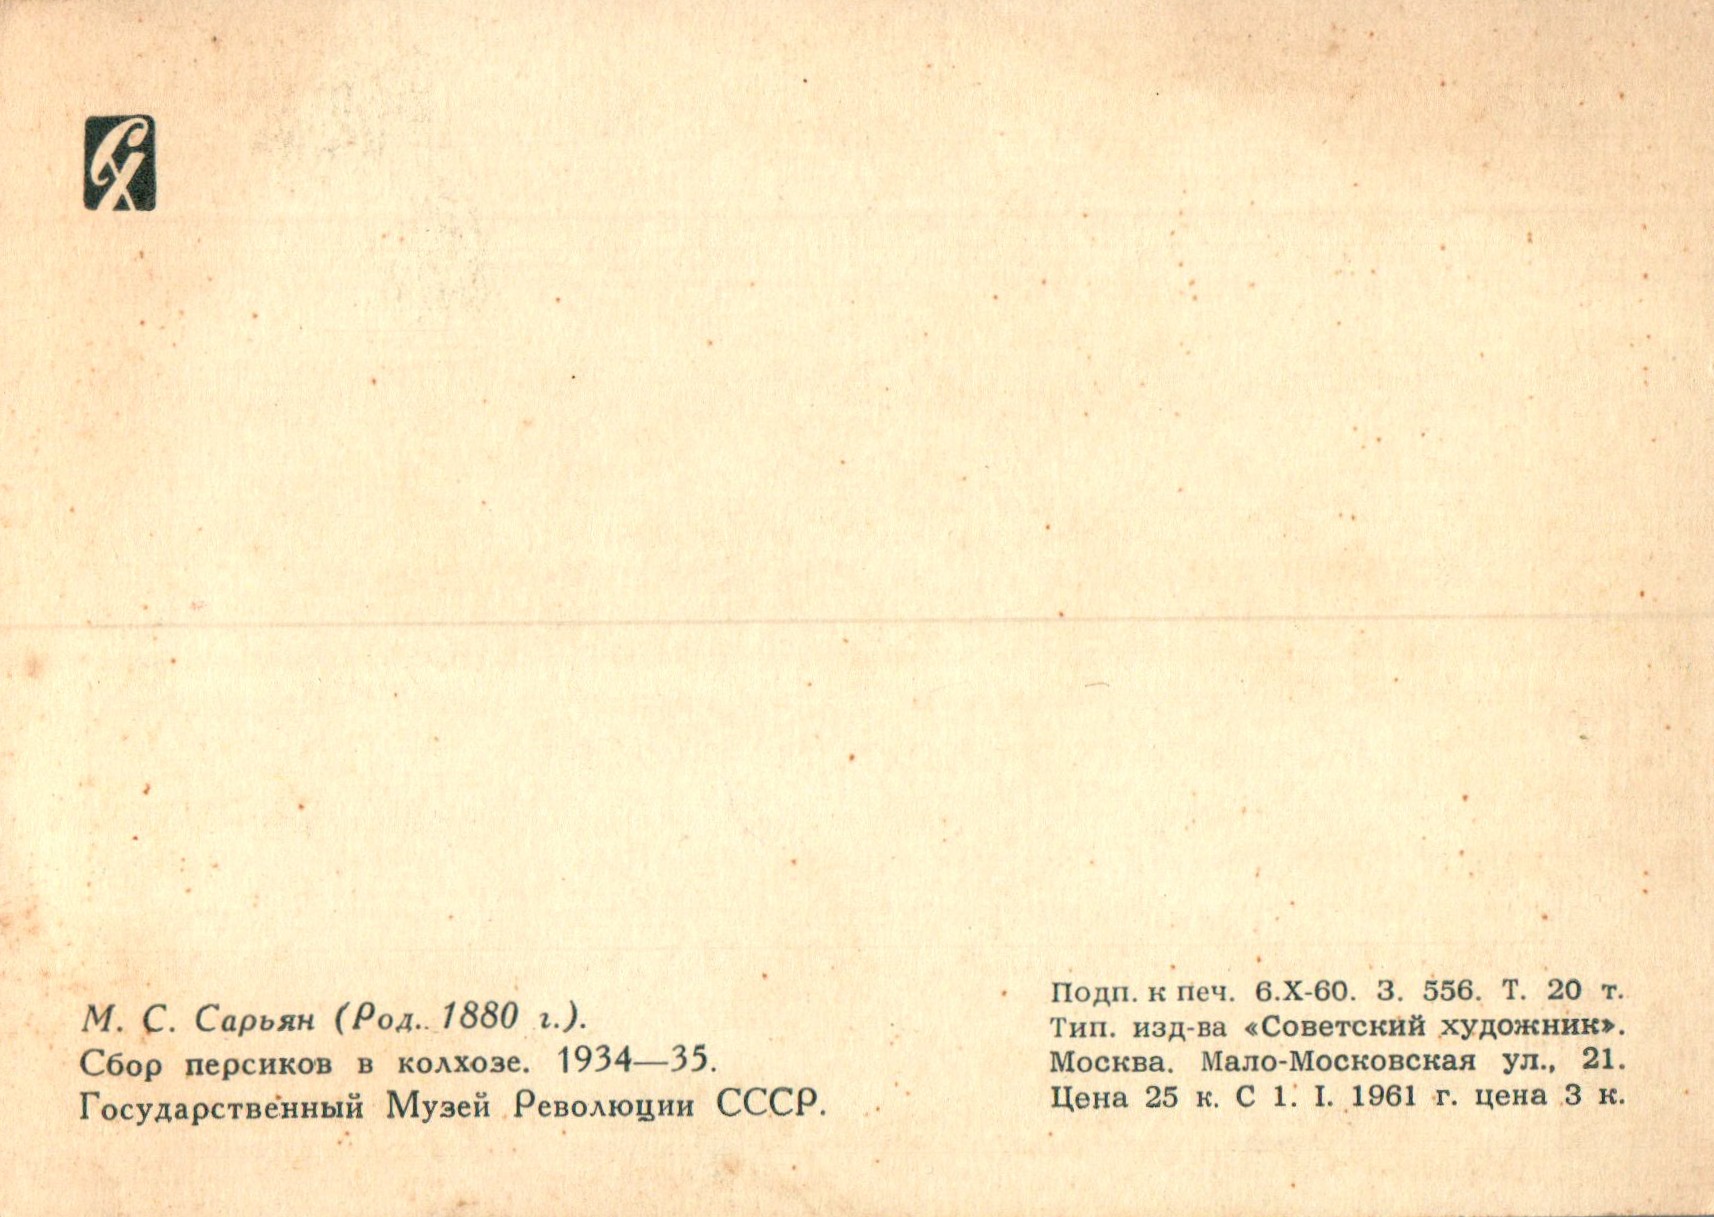 СХ
М. С. Сарьян (Род. 1880 г.).
Сбор персиков в колхозе. 1934—35.
Государственный Музей Революции СССР.
Подп. к печ. 6.X-60. З. 556. Т. 20 т.
Тип. изд-ва «Советский художник».
Москва. Мало-Московская ул., 21.
Цена 25 к. С 1. I. 1961 г. цена 3 к.